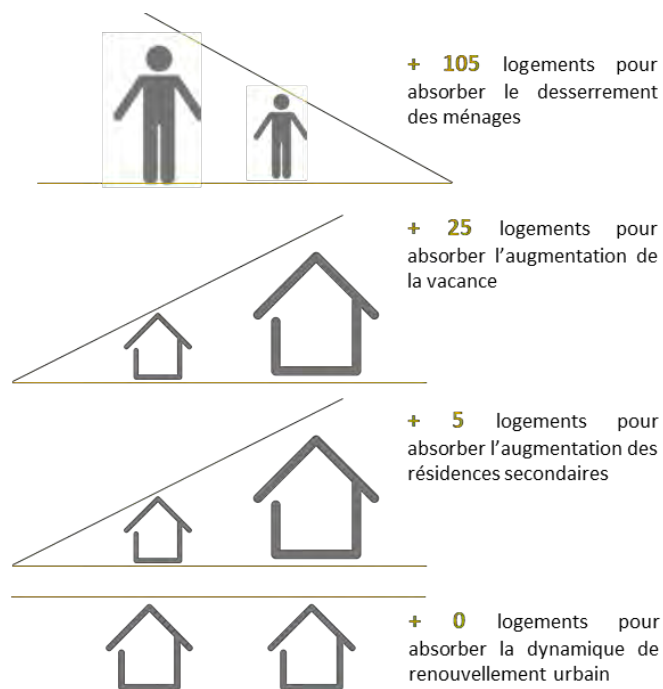 + 105 logements pour
absorber le desserrement
des ménages
+ 25 logements pour
absorber l'augmentation de
la vacance
+ 5 logements pour
absorber l'augmentation des
résidences secondaires
+ 0 logements pour
absorber la dynamique de
renouvellement urbain